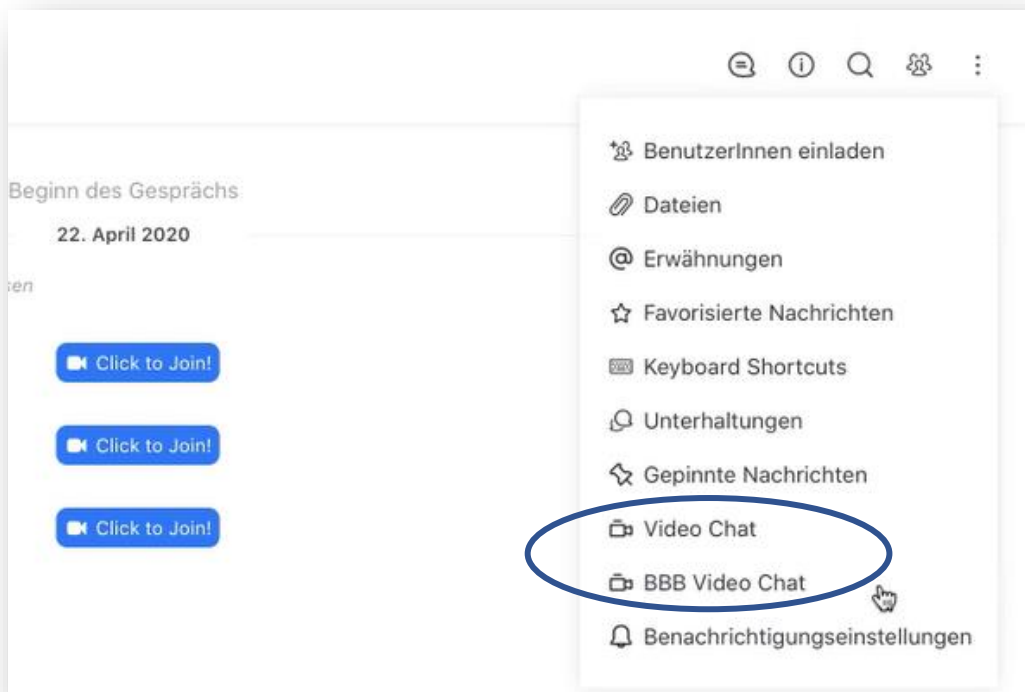 BenutzerInnen einladen
Beginn des Gesprächs
Dateien
22. April 2020
Erwähnungen
sen
Favorisierte Nachrichten
Click to Join!
Keyboard Shortcuts
Unterhaltungen
Click to Join!
Gepinnte Nachrichten
Click to Join!
Video Chat
BBB Video Chat
Benachrichtigungseinstellungen